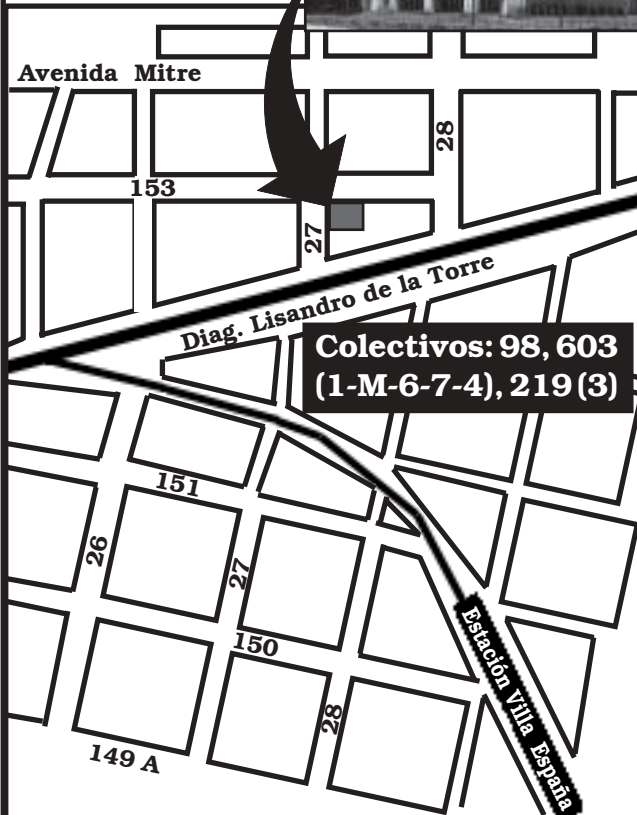 Avenida Mitre
28
153
27
Diag. Lisandro de la Torre
Colectivos: 98, 603
(1-M-6-7-4), 219 (3)
151
26
27
150
28
149 A
Estación Villa España